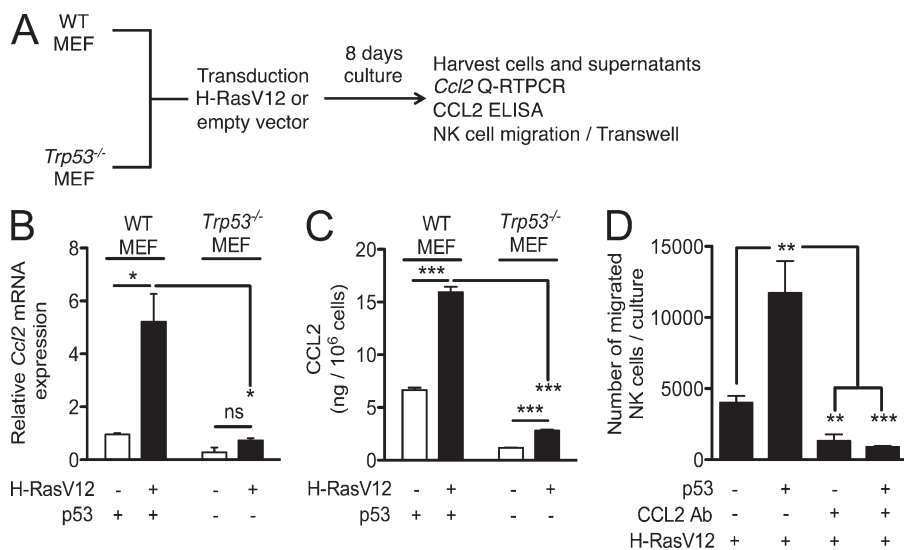 A
WT
MEF
Trp53-/-
MEF
Transduction
H-RasV12 or
empty vector
8 days
culture
Harvest cells and supernatants
Ccl2 Q-RTPCR
CCL2 ELISA
NK cell migration / Transwell
B
WT
MEF
Trp53-/-
MEF
Relative Ccl2 mRNA
expression
8
6
4
2
0
*
*
ns
H-RasV12 - + - +
p53 + + - -
C
WT
MEF
Trp53-/-
MEF
CCL2
(ng / 10^6 cells)
20
15
10
5
0
***
***
***
H-RasV12 - + - +
p53 + + - -
D
Number of migrated
NK cells / culture
15000
10000
5000
0
**
**
***
p53 - + - +
CCL2 Ab - - + +
H-RasV12 + + + +